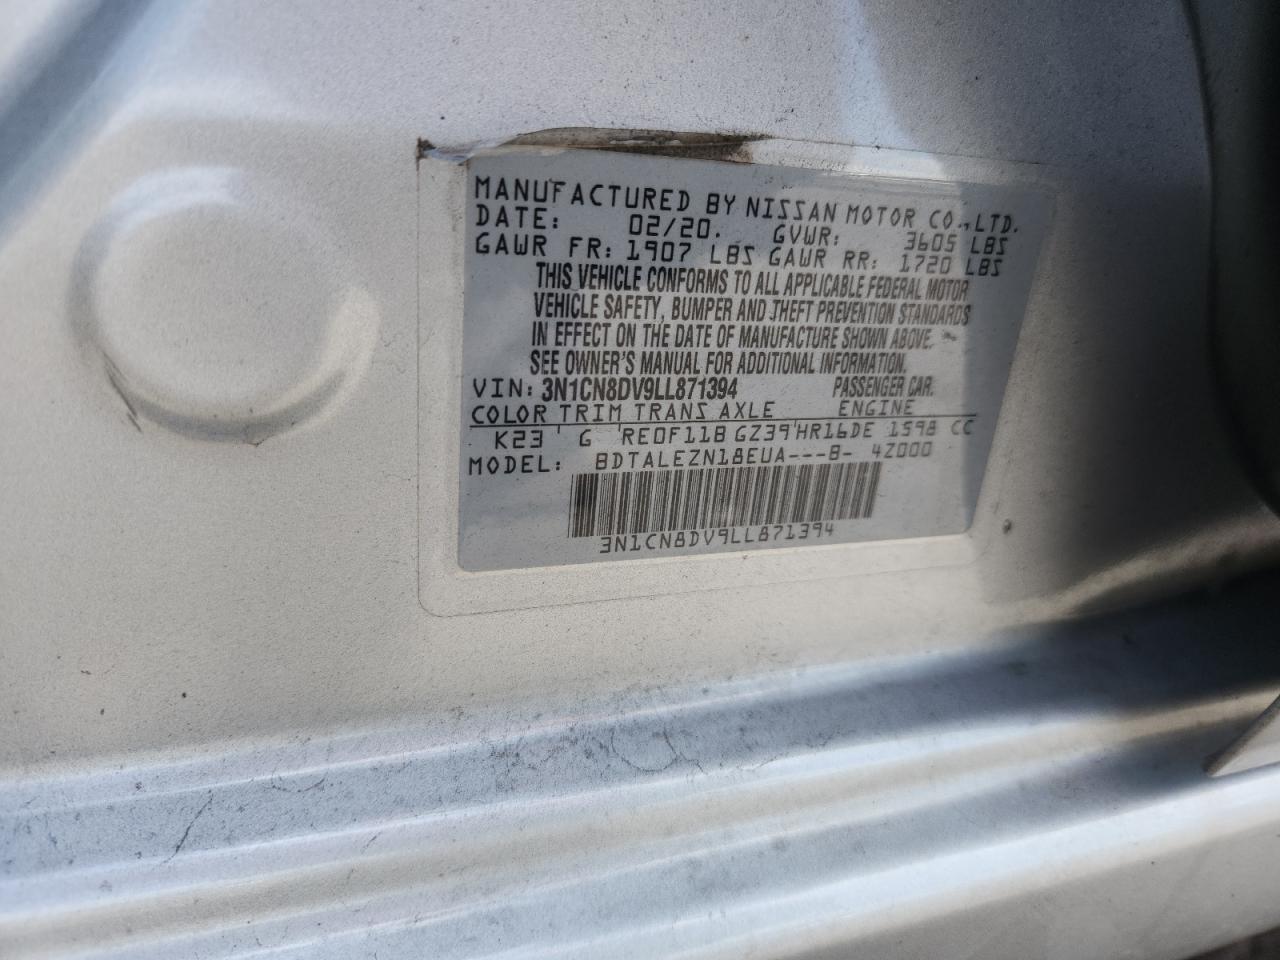 MANUFACTURED BY NISSAN MOTOR CO.,LTD.
DATE: 02/20. GVWR: 3605 LBS
GAWR FR: 1907 LBS GAWR RR: 1720 LBS
THIS VEHICLE CONFORMS TO ALL APPLICABLE FEDERAL MOTOR
VEHICLE SAFETY, BUMPER AND THEFT PREVENTION STANDARDS
IN EFFECT ON THE DATE OF MANUFACTURE SHOWN ABOVE.
SEE OWNER'S MANUAL FOR ADDITIONAL INFORMATION.
VIN: 3N1CN8DV9LL871394 PASSENGER CAR.
COLOR TRIM TRANS AXLE ENGINE
K23 G RE0F11B GZ39 HR16DE 1598 CC
MODEL: BDTALEZN18EUA---B- 4Z000
3N1CN8DV9LL871394